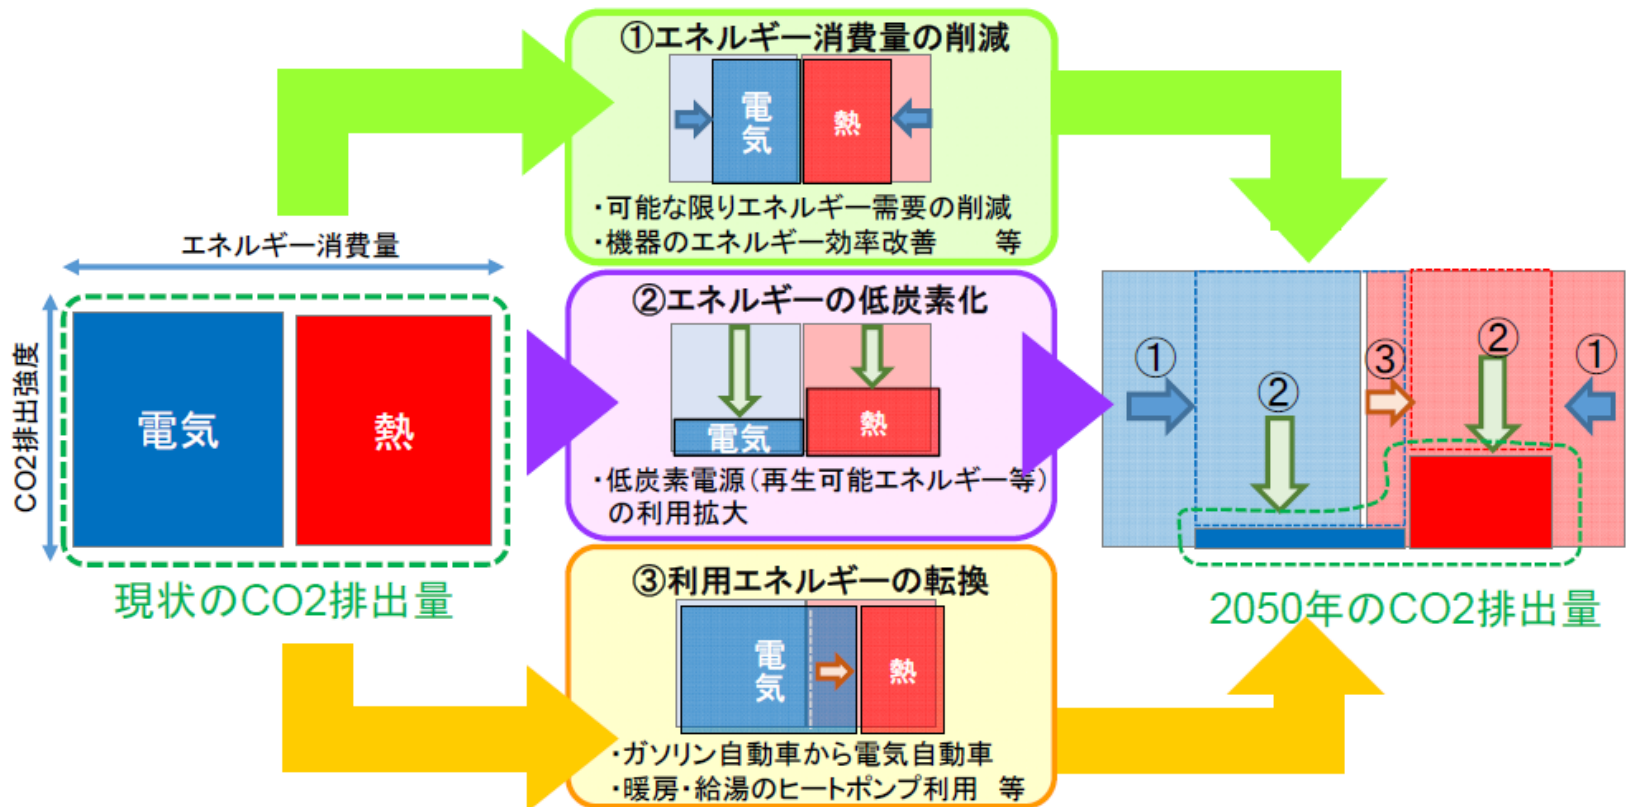 エネルギー消費量
CO2排出強度
電気
熱
現状のCO2排出量
①エネルギー消費量の削減
電
気
熱
・可能な限りエネルギー需要の削減
・機器のエネルギー効率改善　等
②エネルギーの低炭素化
電気
熱
・低炭素電源（再生可能エネルギー等）
の利用拡大
③利用エネルギーの転換
電
気
熱
・ガソリン自動車から電気自動車
・暖房・給湯のヒートポンプ利用　等
①
②
③
②
①
2050年のCO2排出量